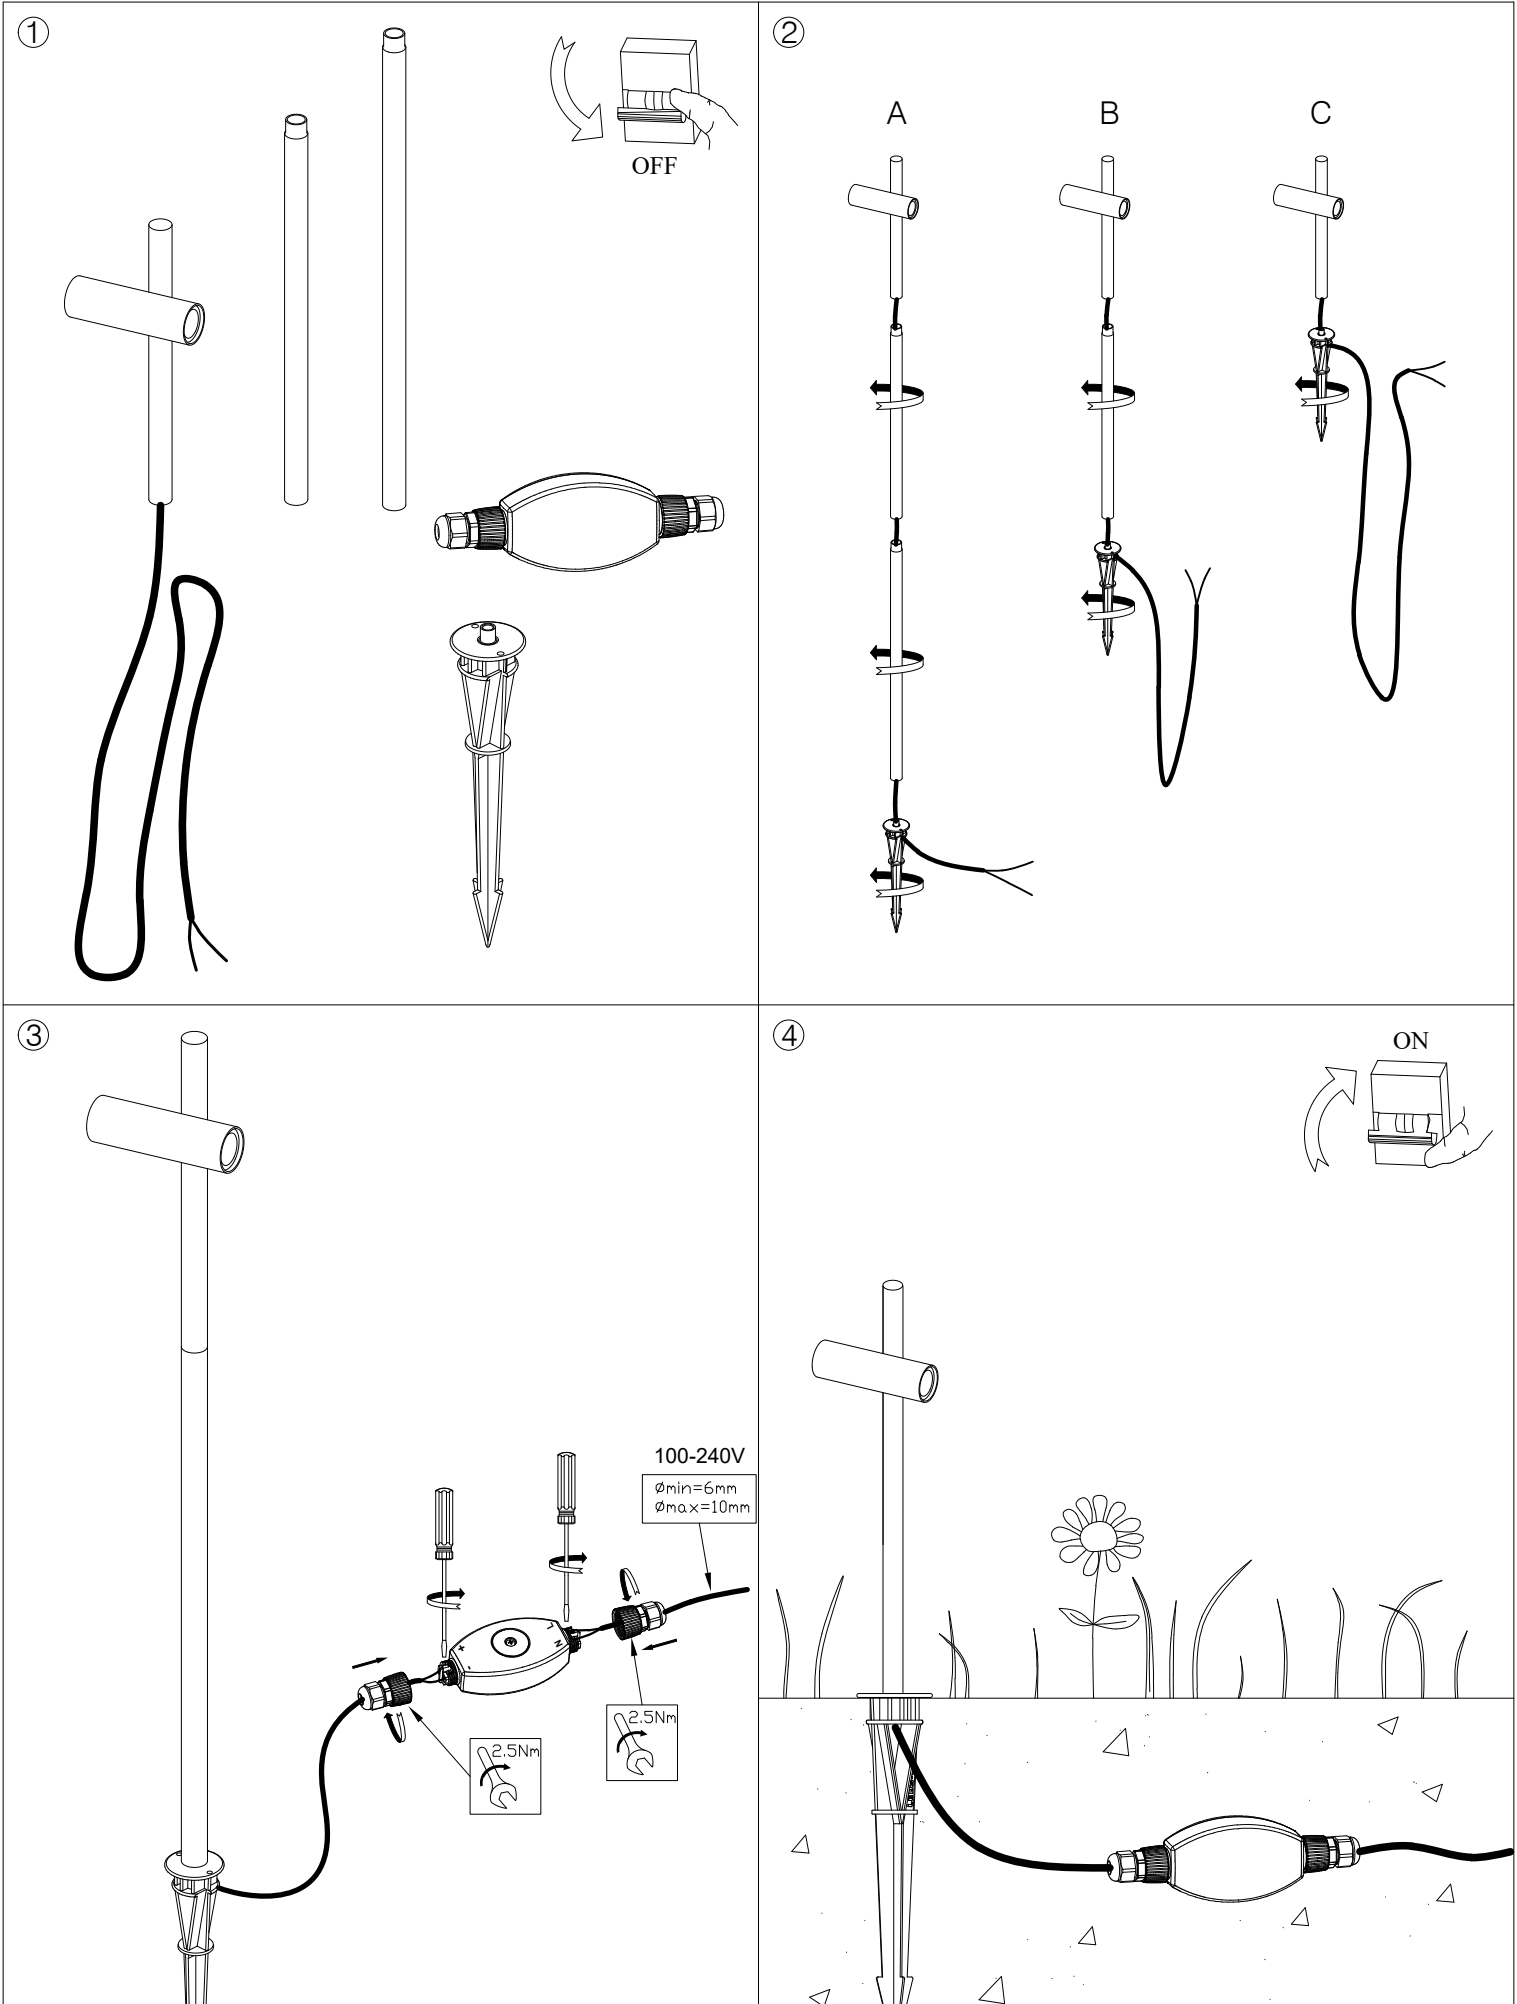 ①
OFF
②
A B C
③
100-240V
Ømin=6mm
Ømax=10mm
L
N
+
-
2.5Nm
2.5Nm
④
ON